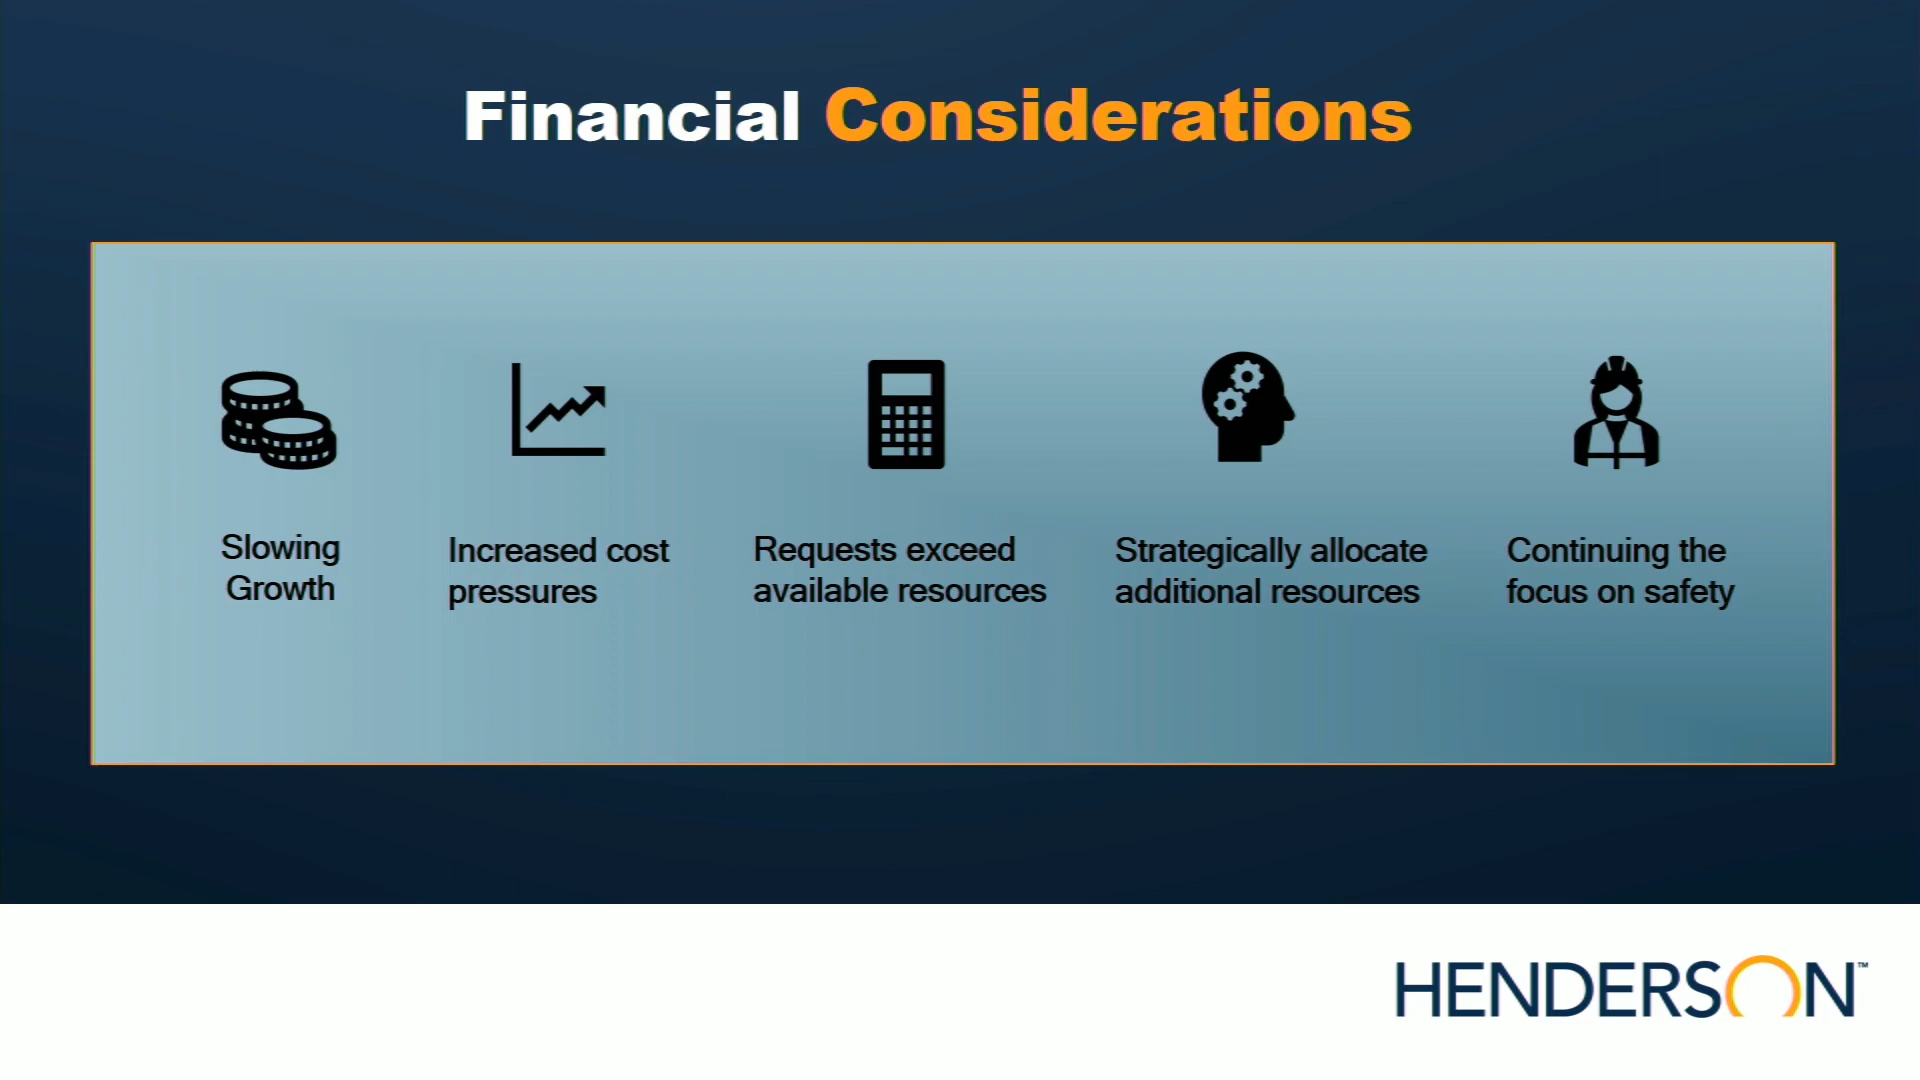 Financial Considerations
Slowing
Growth
Increased cost
pressures
Requests exceed
available resources
Strategically allocate
additional resources
Continuing the
focus on safety
HENDERSON™